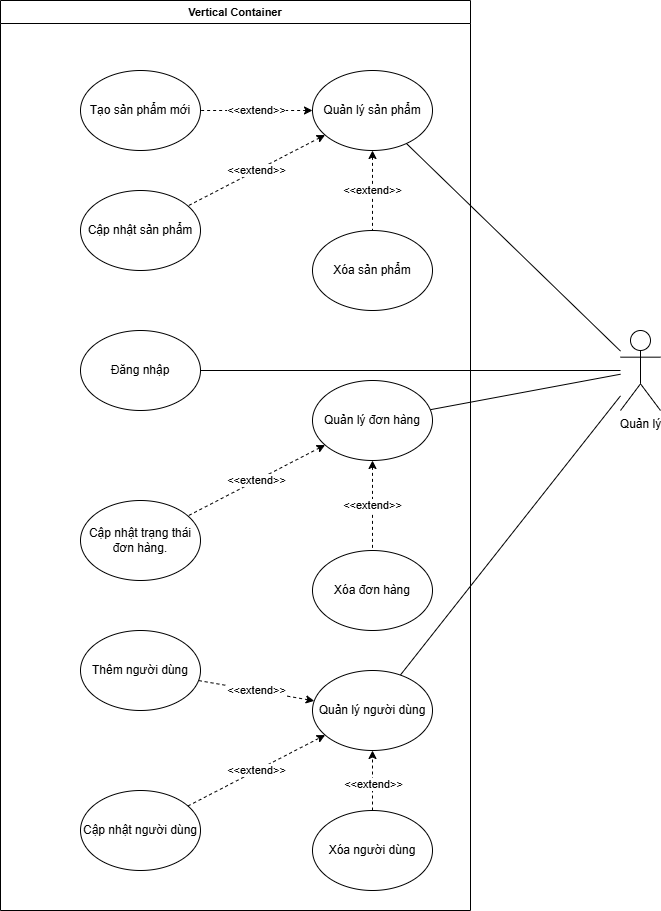 Vertical Container
Tạo sản phẩm mới
<<extend>>
Quản lý sản phẩm
<<extend>>
<<extend>>
Cập nhật sản phẩm
Xóa sản phẩm
Đăng nhập
Quản lý
Quản lý đơn hàng
<<extend>>
<<extend>>
Cập nhật trạng thái
đơn hàng.
Xóa đơn hàng
Thêm người dùng
<<extend>>
Quản lý người dùng
<<extend>>
<<extend>>
Cập nhật người dùng
Xóa người dùng